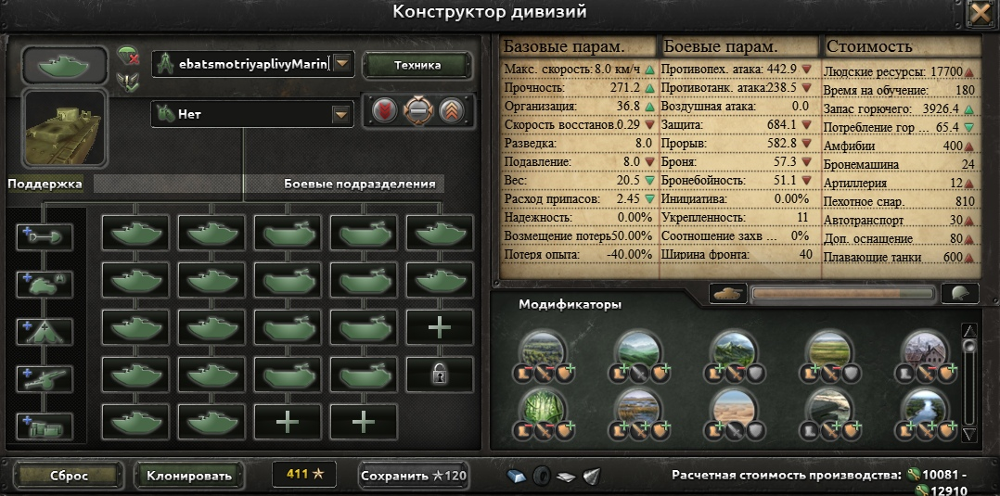 Конструктор дивизий
ebatsmotriyaplivyMarin
Техника
Нет
Поддержка
Боевые подразделения
Базовые парам.
Макс. скорость: 8.0 км/ч
Прочность: 271.2
Организация: 36.8
Скорость восстанов. 0.29
Разведка: 8.0
Подавление: 8.0
Вес: 20.5
Расход припасов: 2.45
Надежность: 0.00%
Возмещение потерь 50.00%
Потеря опыта: -40.00%
Боевые парам.
Противопех. атака: 442.9
Противотанк. атака: 238.5
Воздушная атака: 0.0
Защита: 684.1
Прорыв: 582.8
Броня: 57.3
Бронебойность: 51.1
Инициатива: 0.00%
Укрепленность: 11
Соотношение захв ... 0%
Ширина фронта: 40
Стоимость
Людские ресурсы: 17700
Время на обучение: 180
Запас горючего: 3926.4
Потребление гор ... 65.4
Амфибии 400
Бронемашина 24
Артиллерия 12
Пехотное снар. 810
Автотранспорт 30
Доп. оснащение 80
Плавающие танки 600
Модификаторы
Сброс
Клонировать
411
Сохранить 120
Расчетная стоимость производства: 10081 -
12910